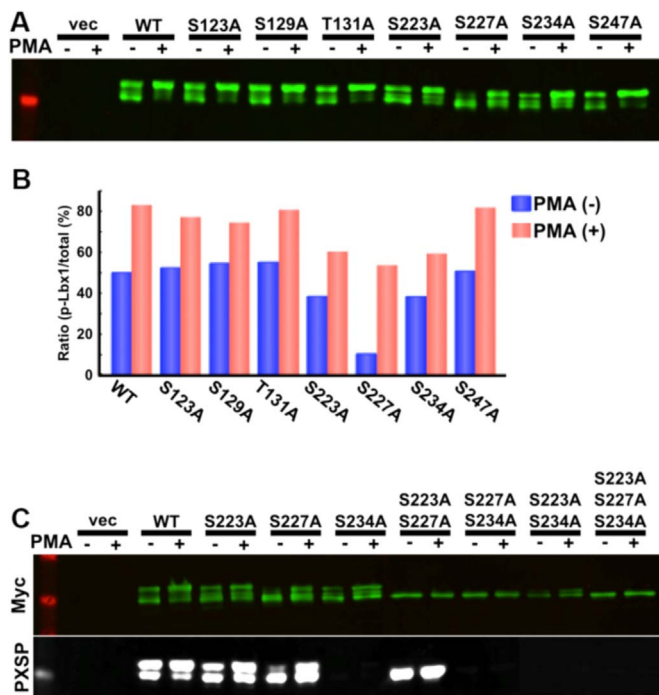 A
vec WT S123A S129A T131A S223A S227A S234A S247A
PMA - + - + - + - + - + - + - + - + - +
B
Ratio (p-Lbx1/total (%)
80
60
40
20
0
PMA (-)
PMA (+)
WT S123A S129A T131A S223A S227A S234A S247A
C
S223A
S223A S227A S223A S227A
vec WT S223A S227A S234A S227A S234A S234A S234A
PMA - + - + - + - + - + - + - + - + - +
Myc
PXSP